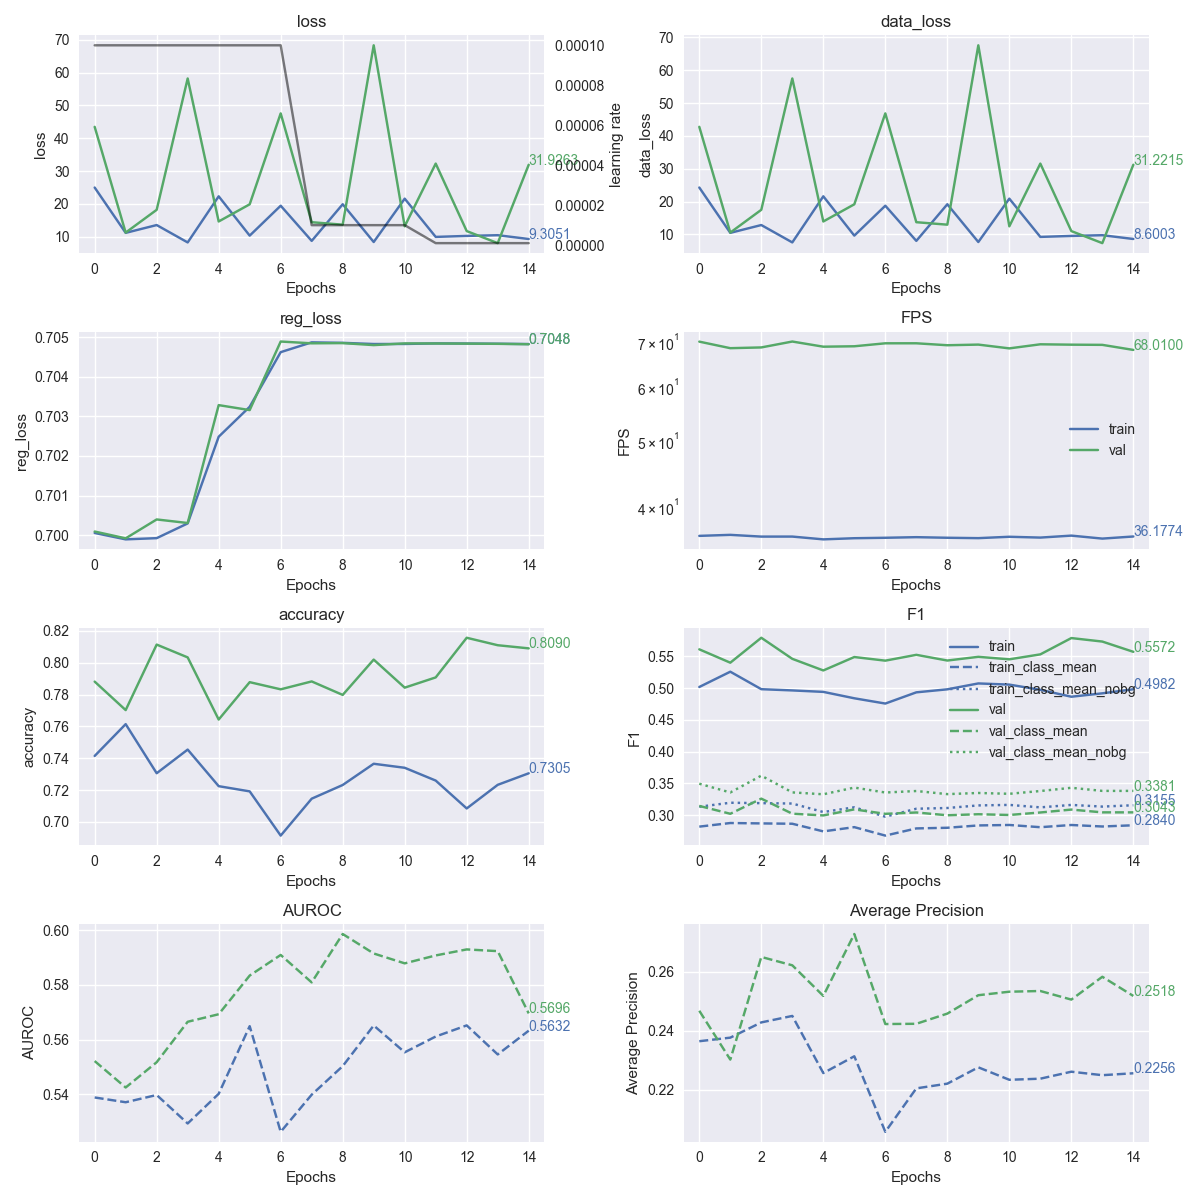 loss
70
60
50
40
30
20
10
loss
0.00010
0.00008
0.00006
0.00004
0.00002
0.00000
learning rate
31.9263
9.3051
0 2 4 6 8 10 12 14
Epochs
data_loss
70
60
50
40
30
20
10
data_loss
31.2215
8.6003
0 2 4 6 8 10 12 14
Epochs
reg_loss
0.705
0.704
0.703
0.702
0.701
0.700
reg_loss
0.7048
0 2 4 6 8 10 12 14
Epochs
FPS
7 × 10¹
6 × 10¹
5 × 10¹
4 × 10¹
FPS
68.0100
train
val
36.1774
0 2 4 6 8 10 12 14
Epochs
accuracy
0.82
0.80
0.78
0.76
0.74
0.72
0.70
accuracy
0.8090
0.7305
0 2 4 6 8 10 12 14
Epochs
F1
0.55
0.50
0.45
0.40
0.35
0.30
F1
train
train_class_mean
train_class_mean_nobg
val
val_class_mean
val_class_mean_nobg
0.5572
0.4982
0.3381
0.3155
0.3043
0.2840
0 2 4 6 8 10 12 14
Epochs
AUROC
0.60
0.58
0.56
0.54
AUROC
0.5696
0.5632
0 2 4 6 8 10 12 14
Epochs
Average Precision
0.26
0.24
0.22
Average Precision
0.2518
0.2256
0 2 4 6 8 10 12 14
Epochs